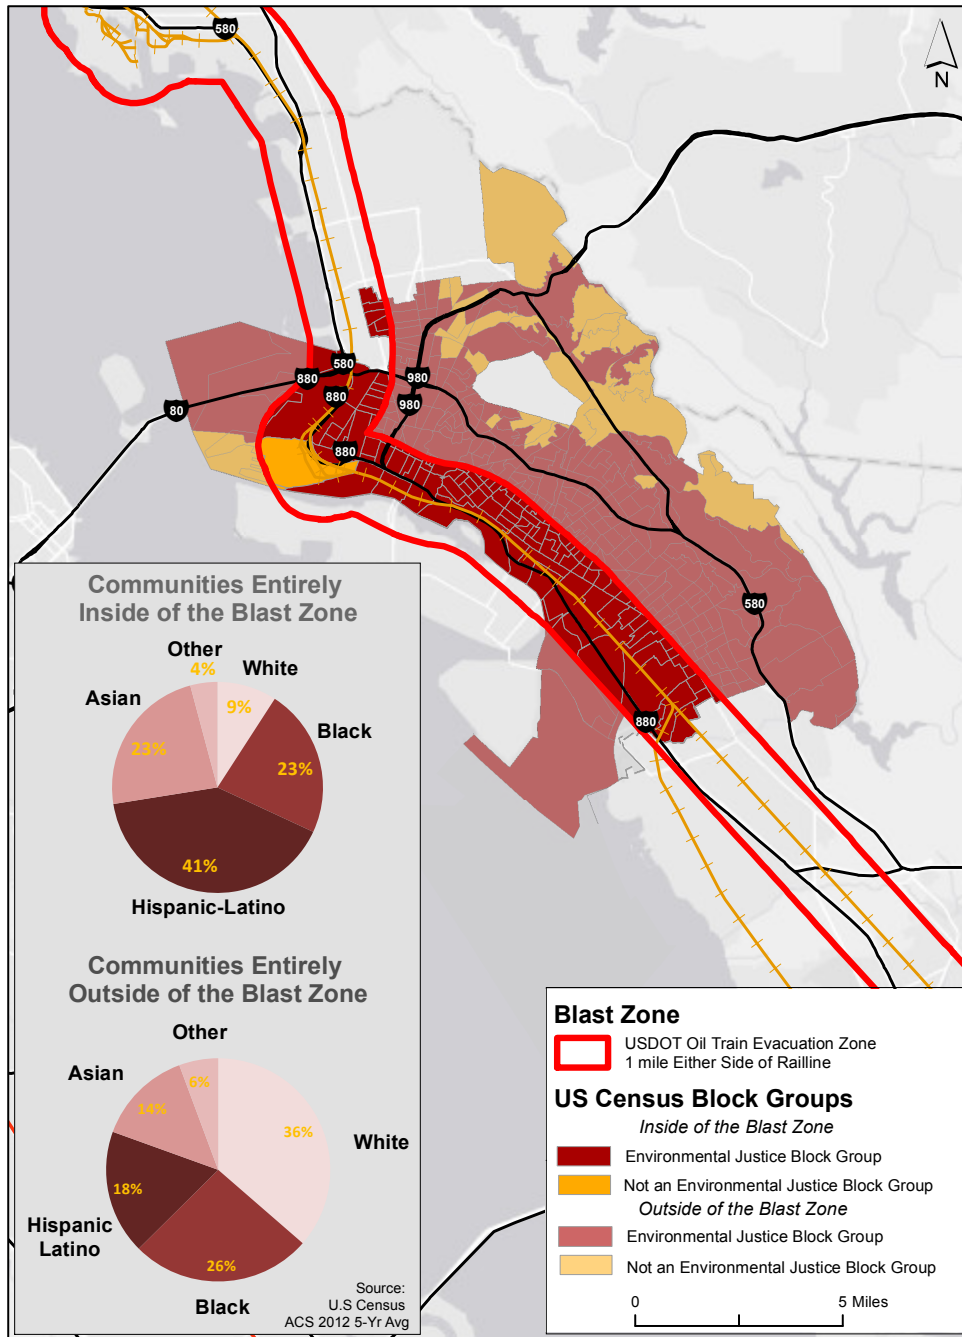 580
N
580
880
980
880
980
80
880
580
880
Communities Entirely
Inside of the Blast Zone
Other
4%
White
Asian
9%
Black
23%
23%
41%
Hispanic-Latino
Communities Entirely
Outside of the Blast Zone
Other
Asian
6%
14%
36%
White
18%
Hispanic
Latino
26%
Black
Source:
U.S Census
ACS 2012 5-Yr Avg
Blast Zone
USDOT Oil Train Evacuation Zone
1 mile Either Side of Railline
US Census Block Groups
Inside of the Blast Zone
Environmental Justice Block Group
Not an Environmental Justice Block Group
Outside of the Blast Zone
Environmental Justice Block Group
Not an Environmental Justice Block Group
0 5 Miles